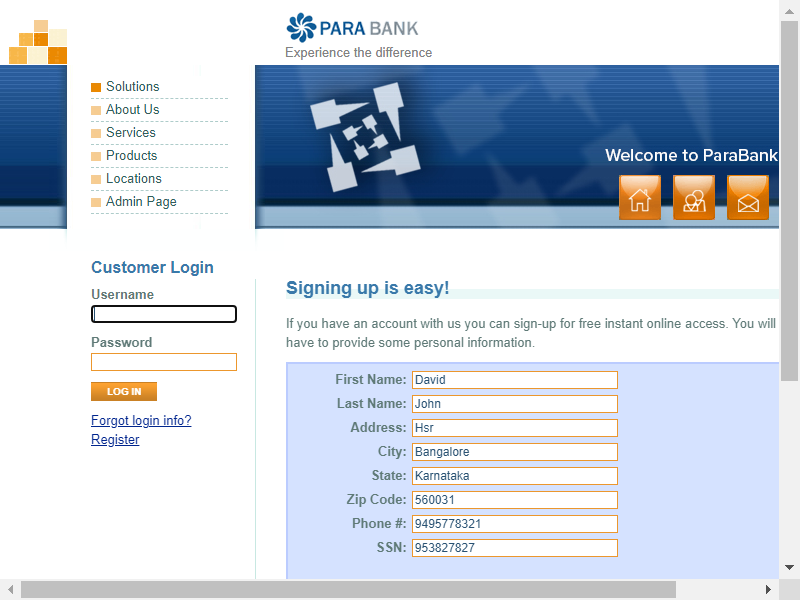 PARA BANK
Experience the difference
Solutions
About Us
Services
Products
Locations
Admin Page
Welcome to ParaBank
Customer Login
Username
Password
LOG IN
Forgot login info?
Register
Signing up is easy!
If you have an account with us you can sign-up for free instant online access. You will
have to provide some personal information.
First Name: David
Last Name: John
Address: Hsr
City: Bangalore
State: Karnataka
Zip Code: 560031
Phone #: 9495778321
SSN: 953827827